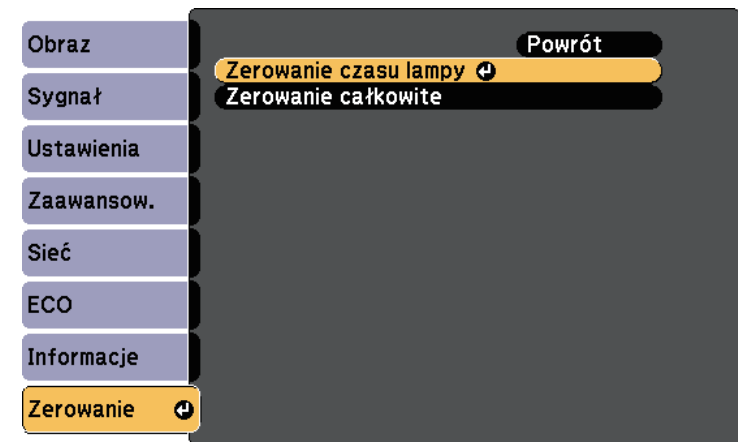 Obraz
Sygnał
Ustawienia
Zaawansow.
Sieć
ECO
Informacje
Zerowanie
Powrót
Zerowanie czasu lampy
Zerowanie całkowite